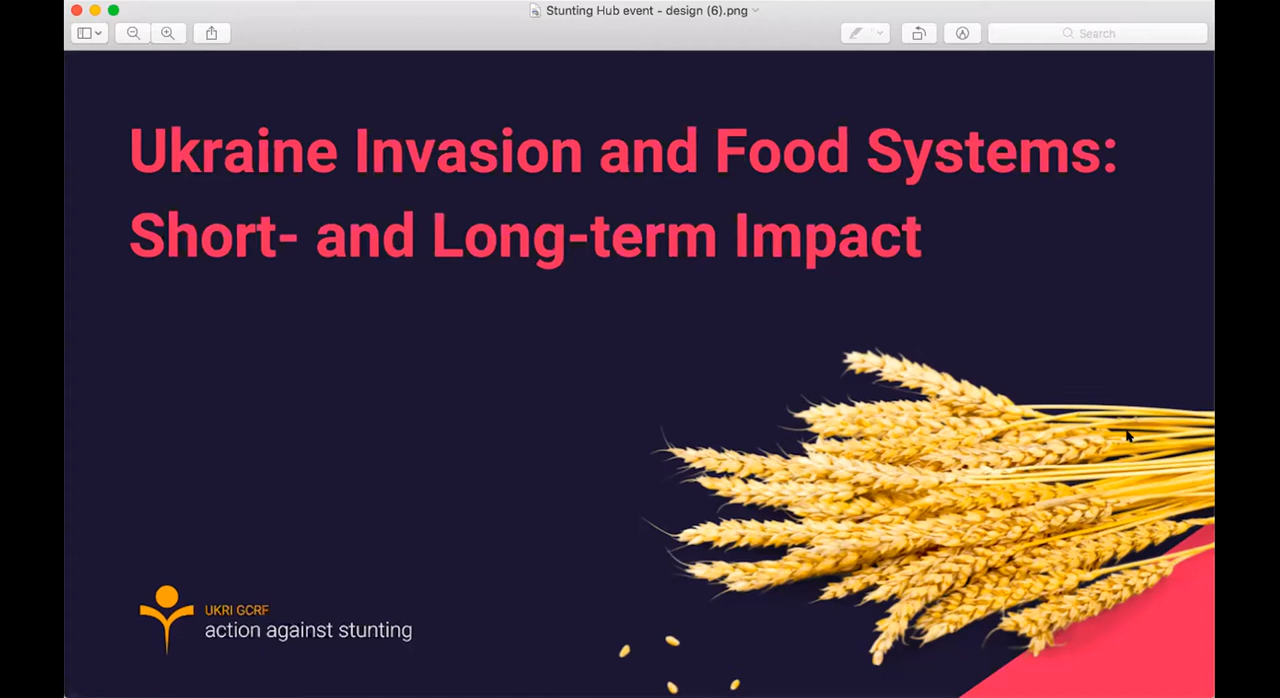 Stunting Hub event - design (6).png
Search
Ukraine Invasion and Food Systems:
Short- and Long-term Impact
UKRI GCRF
action against stunting